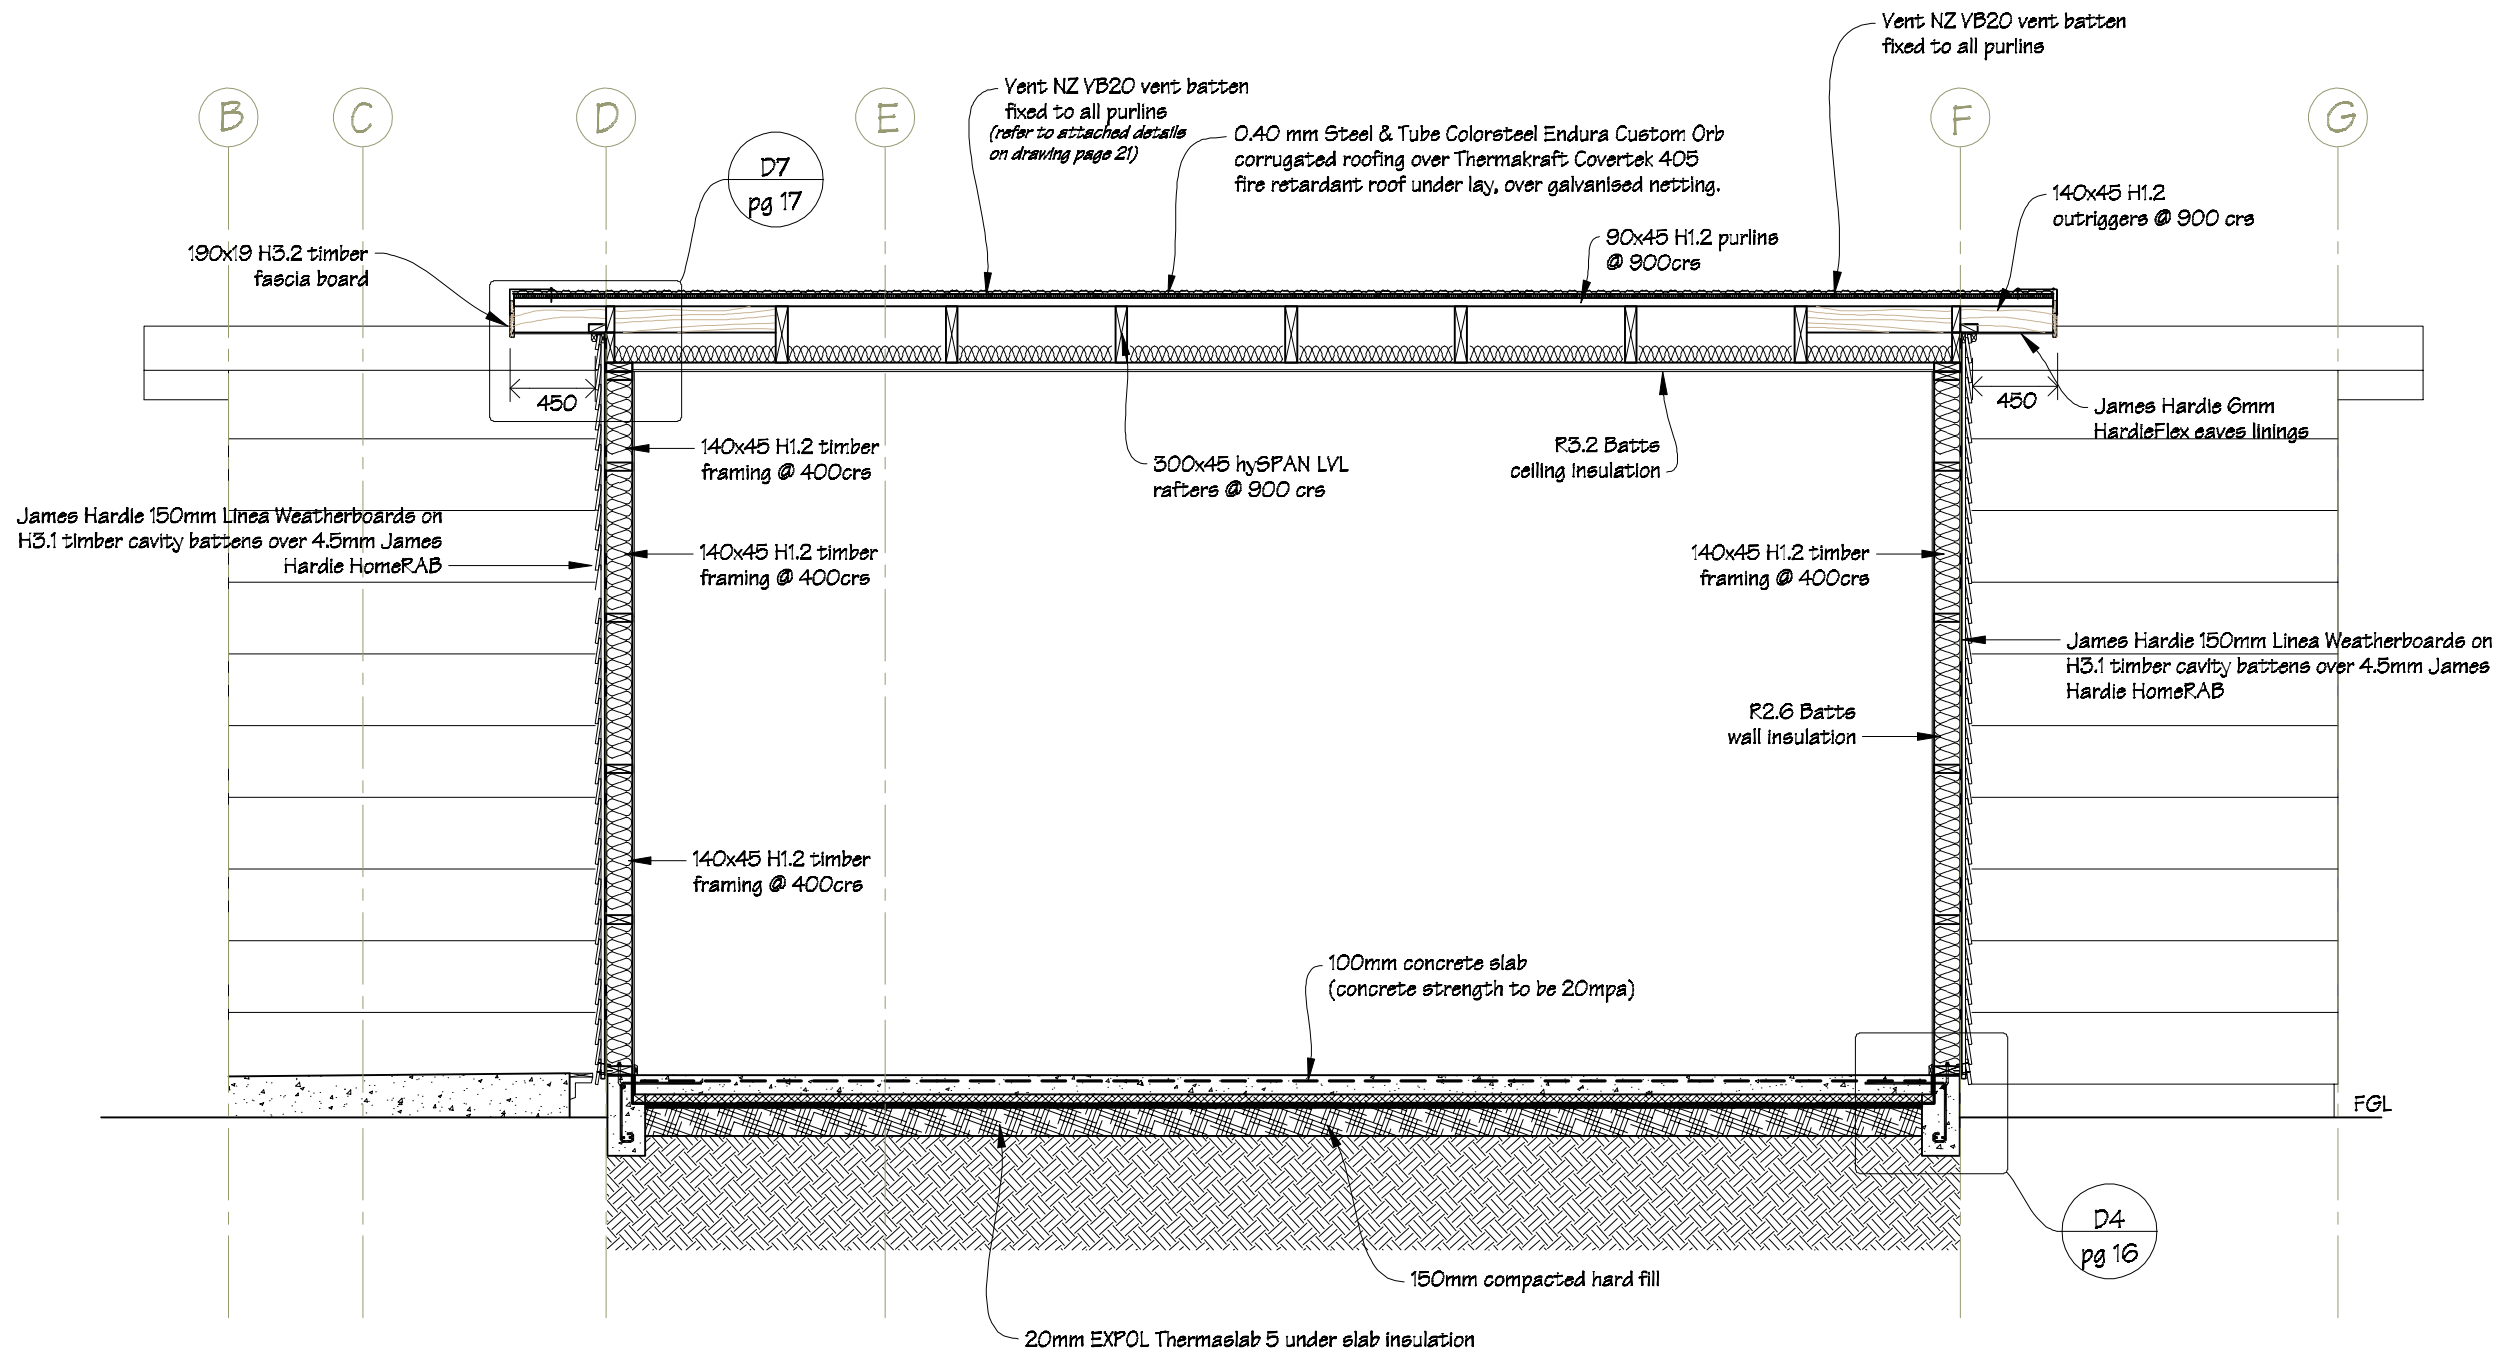 Vent NZ VB20 vent batten
fixed to all purlins
Vent NZ VB20 vent batten
fixed to all purlins
(refer to attached details
on drawing page 21)
B
C
D
E
F
G
0.40 mm Steel & Tube Colorsteel Endura Custom Orb
corrugated roofing over Thermakraft Covertek 405
fire retardant roof under lay, over galvanised netting.
D7
pg 17
140x45 H1.2
outriggers @ 900 crs
190x19 H3.2 timber
fascia board
90x45 H1.2 purlins
@ 900crs
450
450
James Hardie 6mm
HardieFlex eaves linings
140x45 H1.2 timber
framing @ 400crs
300x45 hySPAN LVL
rafters @ 900 crs
R3.2 Batts
ceiling insulation
James Hardie 150mm Linea Weatherboards on
H3.1 timber cavity battens over 4.5mm James
Hardie HomeRAB
140x45 H1.2 timber
framing @ 400crs
140x45 H1.2 timber
framing @ 400crs
James Hardie 150mm Linea Weatherboards on
H3.1 timber cavity battens over 4.5mm James
Hardie HomeRAB
R2.6 Batts
wall insulation
140x45 H1.2 timber
framing @ 400crs
100mm concrete slab
(concrete strength to be 20mpa)
FGL
D4
pg 16
150mm compacted hard fill
20mm EXPOL Thermaslab 5 under slab insulation